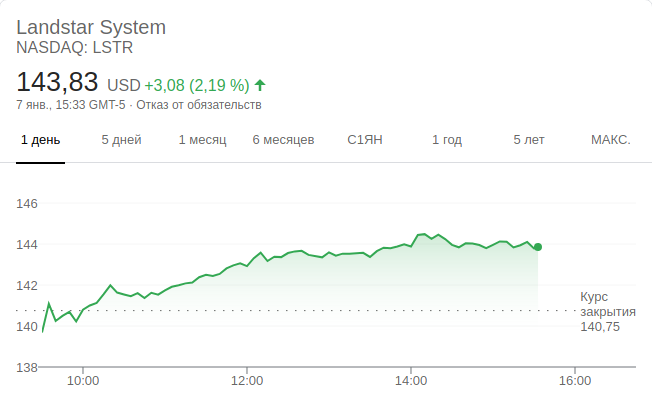 Landstar System
NASDAQ: LSTR
143,83 USD +3,08 (2,19 %)
7 янв., 15:33 GMT-5 · Отказ от обязательств
1 день 5 дней 1 месяц 6 месяцев С1ЯН 1 год 5 лет МАКС.
146
144
142
140
138
Курс
закрытия
140,75
10:00 12:00 14:00 16:00